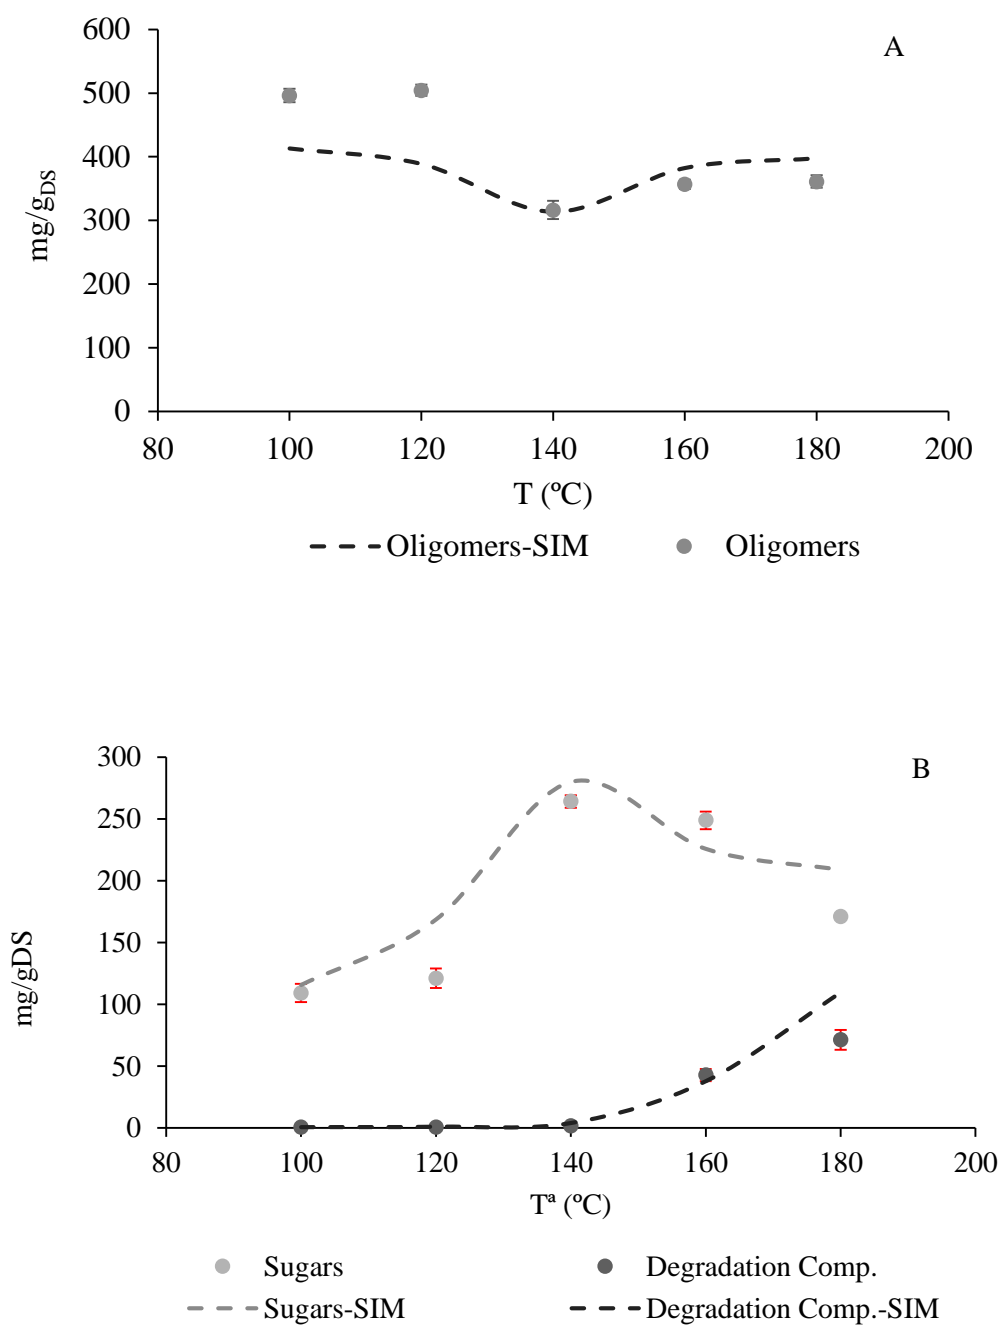 A
600
500
400
300
200
100
0
mg/gDS
80 100 120 140 160 180 200
T (ºC)
Oligomers-SIM Oligomers
B
300
250
200
150
100
50
0
mg/gDS
80 100 120 140 160 180 200
Tª (ºC)
Sugars Degradation Comp.
Sugars-SIM Degradation Comp.-SIM